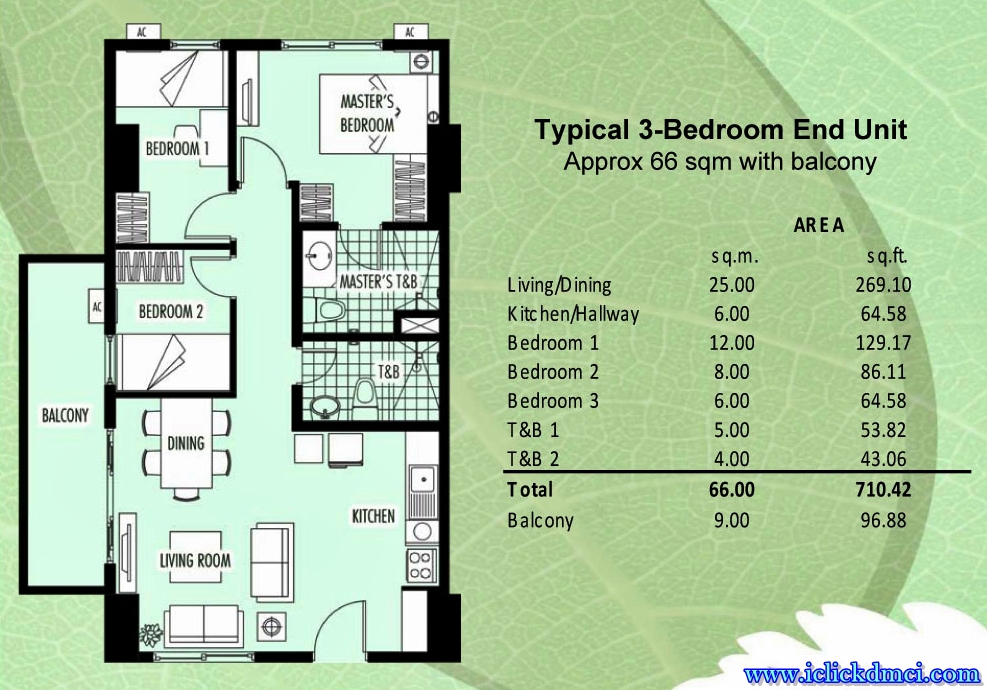 AC
AC
MASTER'S
BEDROOM
BEDROOM 1
MASTER'S T&B
AC
BEDROOM 2
T&B
BALCONY
DINING
KITCHEN
LIVING ROOM
Typical 3-Bedroom End Unit
Approx 66 sqm with balcony
AREA
sq.m. sq.ft.
Living/Dining 25.00 269.10
Kitchen/Hallway 6.00 64.58
Bedroom 1 12.00 129.17
Bedroom 2 8.00 86.11
Bedroom 3 6.00 64.58
T&B 1 5.00 53.82
T&B 2 4.00 43.06
Total 66.00 710.42
Balcony 9.00 96.88
www.iclickdmci.com